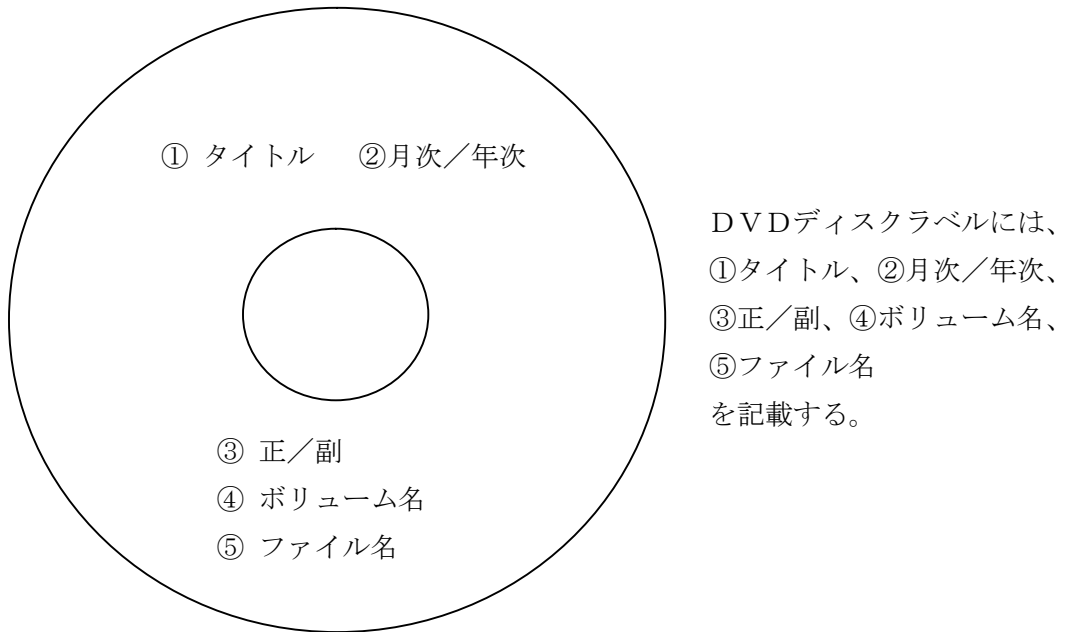 ① タイトル　②月次／年次
③ 正／副
④ ボリューム名
⑤ ファイル名
ＤＶＤディスクラベルには、
①タイトル、②月次／年次、
③正／副、④ボリューム名、
⑤ファイル名
を記載する。